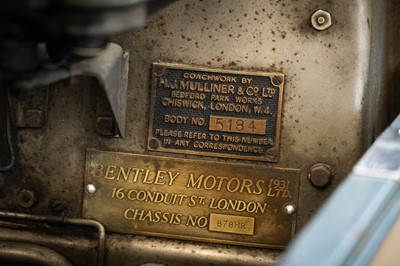 COACHWORK BY
H.J. MULLINER & CO LTD
BEDFORD PARK WORKS
CHISWICK, LONDON, W.4.
BODY NO. 5184
PLEASE REFER TO THIS NUMBER
IN ANY CORRESPONDENCE
BENTLEY MOTORS (1931) LTD.
16 CONDUIT ST. LONDON
CHASSIS NO B78HR